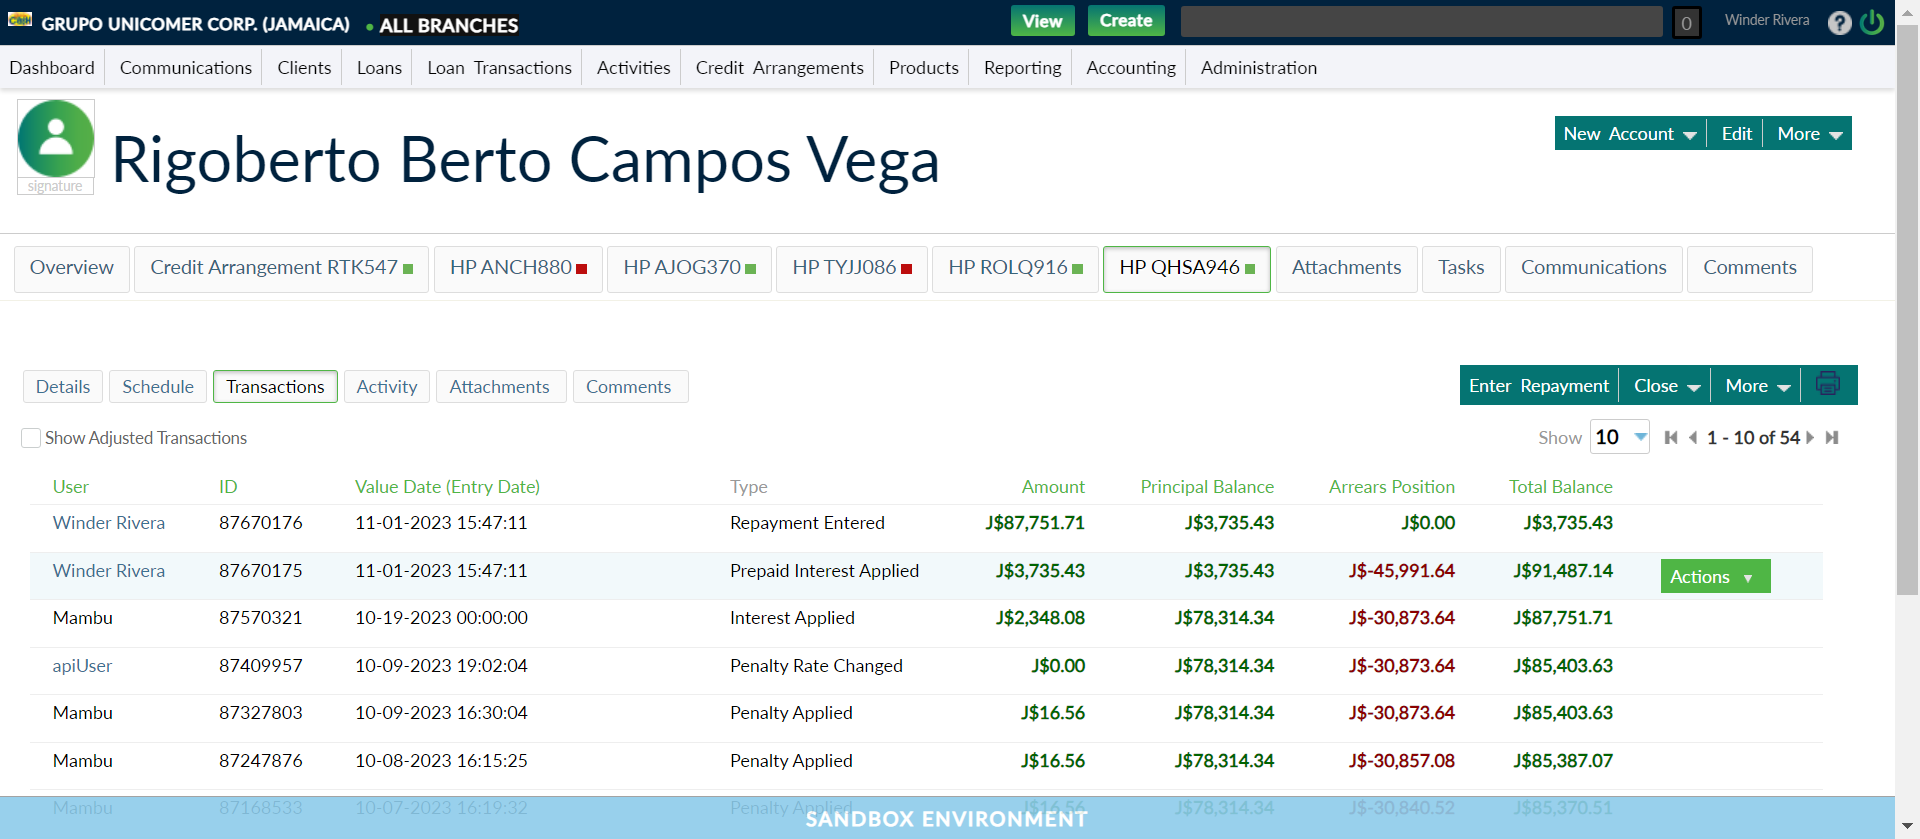 GRUPO UNICOMER CORP. (JAMAICA) ALL BRANCHES View Create 0 Winder Rivera ?
Dashboard Communications Clients Loans Loan Transactions Activities Credit Arrangements Products Reporting Accounting Administration
signature
Rigoberto Berto Campos Vega
New Account Edit More
Overview Credit Arrangement RTK547 HP ANCH880 HP AJOG370 HP TYJJ086 HP ROLQ916 HP QHSA946 Attachments Tasks Communications Comments
Details Schedule Transactions Activity Attachments Comments Enter Repayment Close More
Show Adjusted Transactions Show 10 1 - 10 of 54
User ID Value Date (Entry Date) Type Amount Principal Balance Arrears Position Total Balance
Winder Rivera 87670176 11-01-2023 15:47:11 Repayment Entered J$87,751.71 J$3,735.43 J$0.00 J$3,735.43
Winder Rivera 87670175 11-01-2023 15:47:11 Prepaid Interest Applied J$3,735.43 J$3,735.43 J$-45,991.64 J$91,487.14 Actions
Mambu 87570321 10-19-2023 00:00:00 Interest Applied J$2,348.08 J$78,314.34 J$-30,873.64 J$87,751.71
apiUser 87409957 10-09-2023 19:02:04 Penalty Rate Changed J$0.00 J$78,314.34 J$-30,873.64 J$85,403.63
Mambu 87327803 10-09-2023 16:30:04 Penalty Applied J$16.56 J$78,314.34 J$-30,873.64 J$85,403.63
Mambu 87247876 10-08-2023 16:15:25 Penalty Applied J$16.56 J$78,314.34 J$-30,857.08 J$85,387.07
Mambu 87168533 10-07-2023 16:19:32 Penalty Applied J$16.56 J$78,314.34 J$-30,840.52 J$85,370.51
SANDBOX ENVIRONMENT